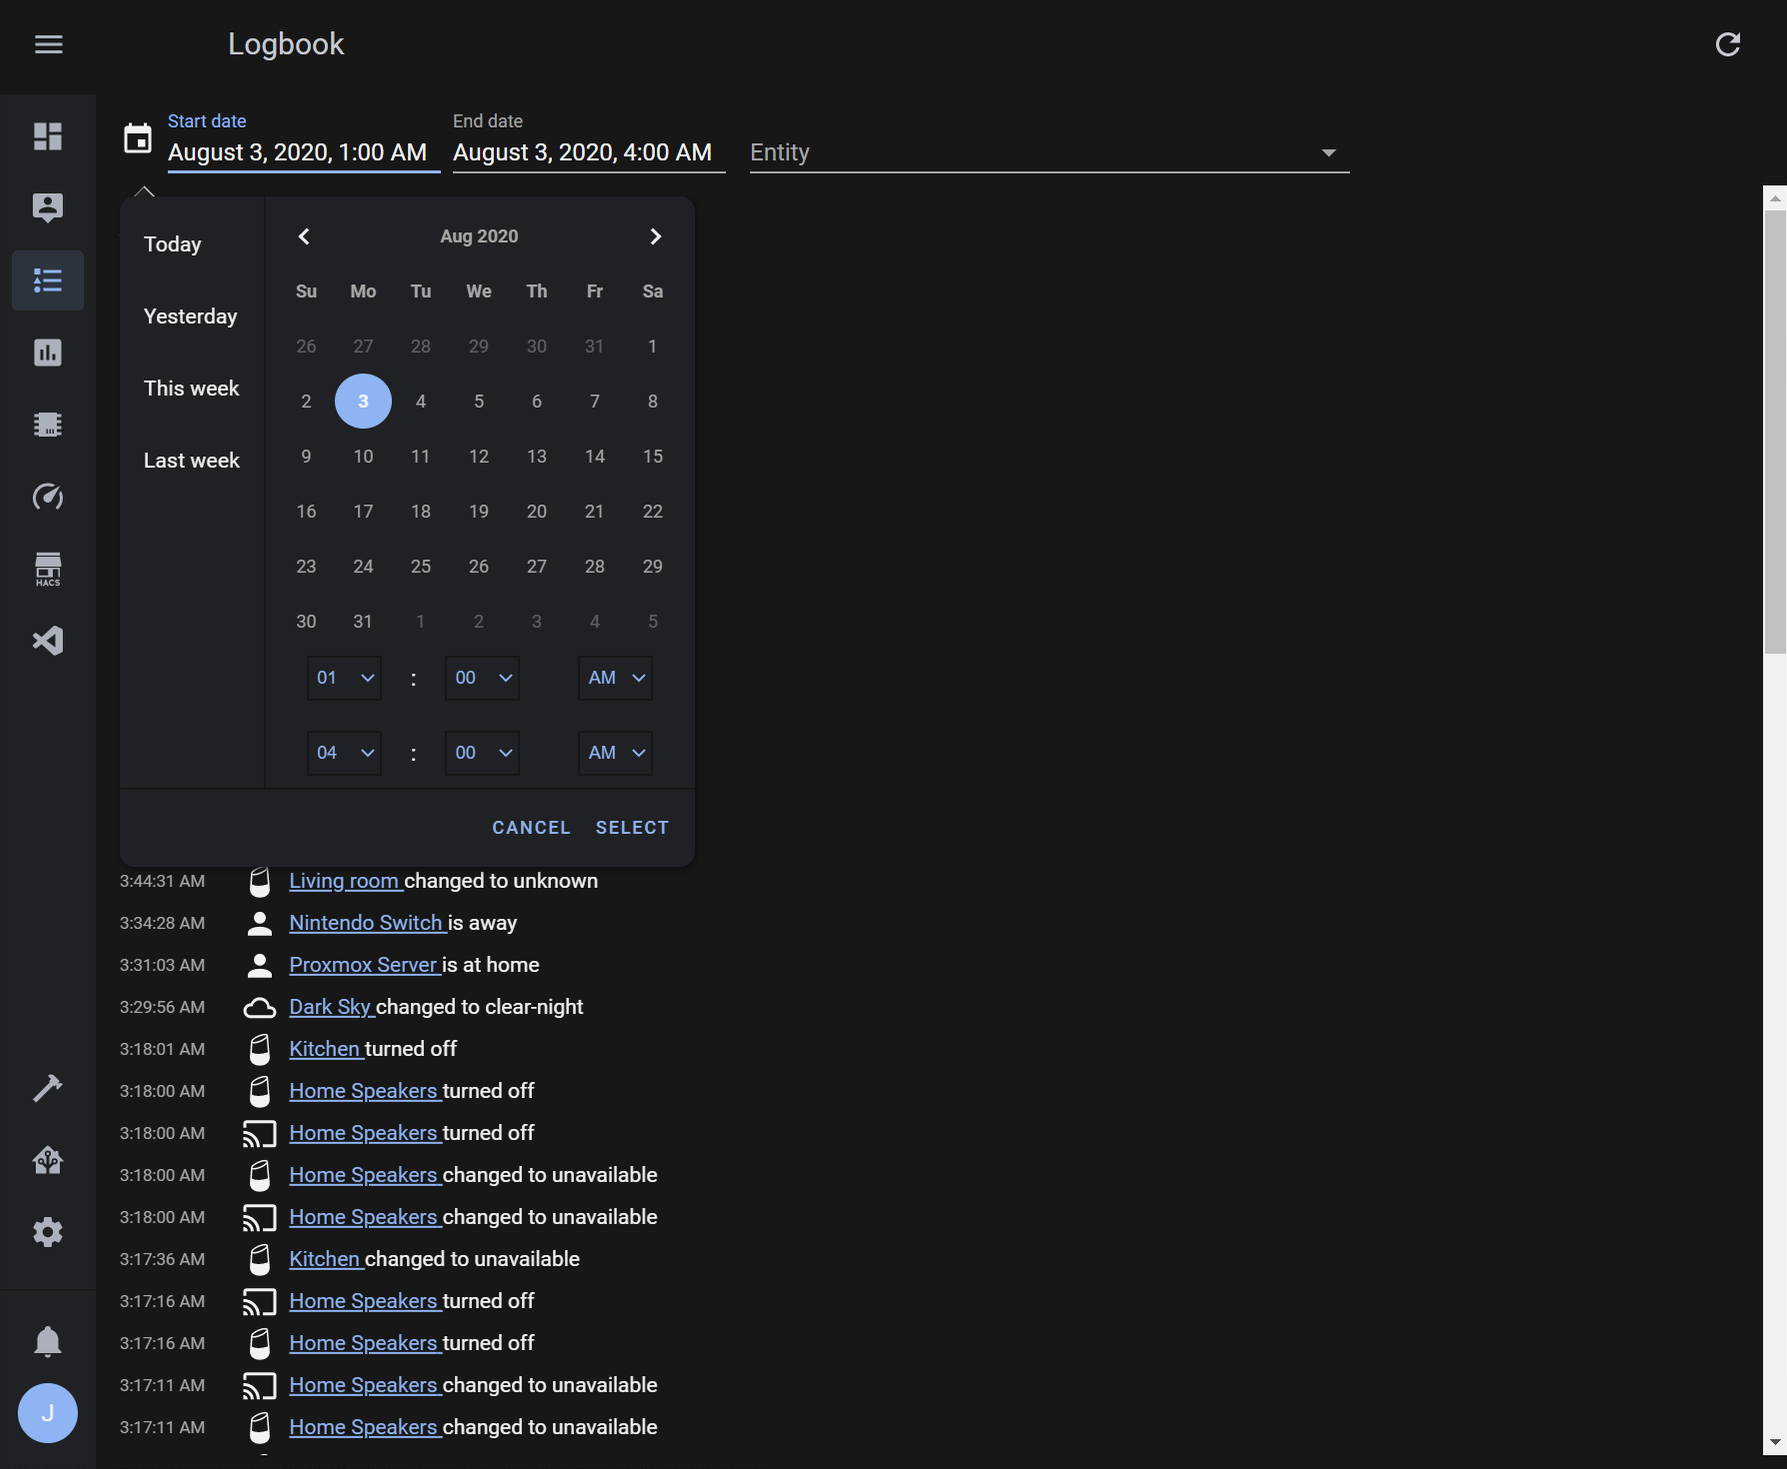 Logbook
Start date
August 3, 2020, 1:00 AM
End date
August 3, 2020, 4:00 AM
Entity
Today
Yesterday
This week
Last week
Aug 2020
Su Mo Tu We Th Fr Sa
26 27 28 29 30 31 1
2 3 4 5 6 7 8
9 10 11 12 13 14 15
16 17 18 19 20 21 22
23 24 25 26 27 28 29
30 31 1 2 3 4 5
01 : 00 AM
04 : 00 AM
CANCEL SELECT
HACS
3:44:31 AM Living room changed to unknown
3:34:28 AM Nintendo Switch is away
3:31:03 AM Proxmox Server is at home
3:29:56 AM Dark Sky changed to clear-night
3:18:01 AM Kitchen turned off
3:18:00 AM Home Speakers turned off
3:18:00 AM Home Speakers turned off
3:18:00 AM Home Speakers changed to unavailable
3:18:00 AM Home Speakers changed to unavailable
3:17:36 AM Kitchen changed to unavailable
3:17:16 AM Home Speakers turned off
3:17:16 AM Home Speakers turned off
3:17:11 AM Home Speakers changed to unavailable
3:17:11 AM Home Speakers changed to unavailable
J